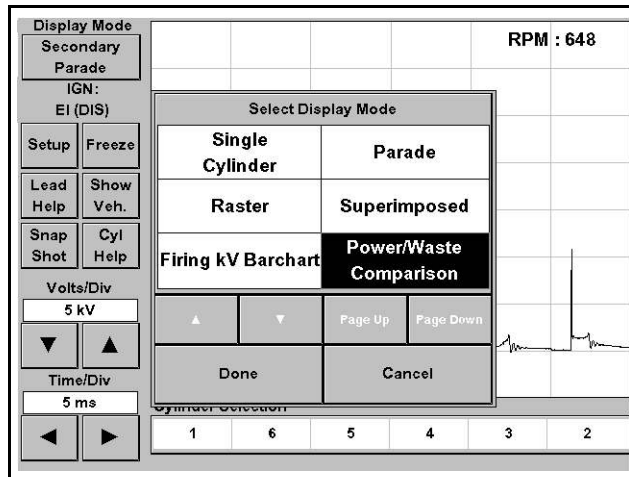 Display Mode
Secondary
Parade
IGN:
EI (DIS)
Setup
Freeze
Lead
Help
Show
Veh.
Snap
Shot
Cyl
Help
Volts/Div
5 kV
Time/Div
5 ms
RPM : 648
Select Display Mode
Single
Cylinder
Parade
Raster
Superimposed
Firing kV Barchart
Power/Waste
Comparison
Page Up
Page Down
Done
Cancel
Cylinder Selection
1 6 5 4 3 2